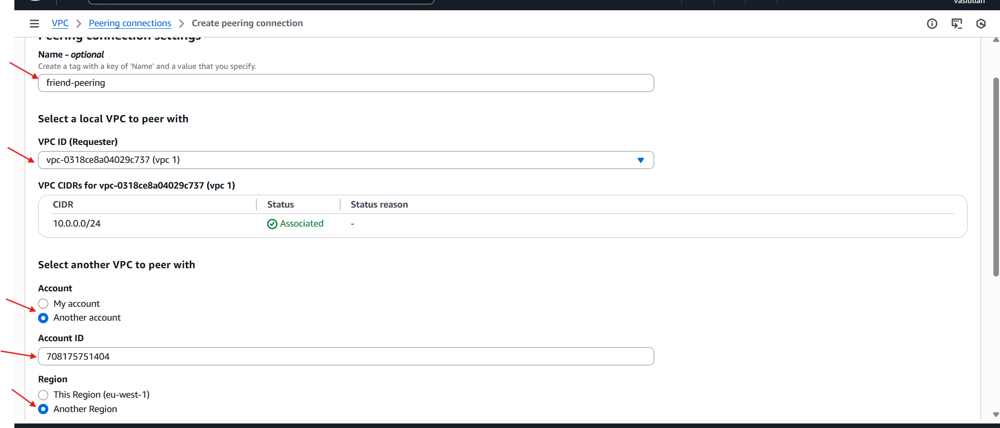 Vasiullah
VPC > Peering connections > Create peering connection
Peering connection settings
Name - optional
Create a tag with a key of 'Name' and a value that you specify.
friend-peering
Select a local VPC to peer with
VPC ID (Requester)
vpc-0318ce8a04029c737 (vpc 1)
VPC CIDRs for vpc-0318ce8a04029c737 (vpc 1)
CIDR Status Status reason
10.0.0.0/24 Associated -
Select another VPC to peer with
Account
My account
Another account
Account ID
708175751404
Region
This Region (eu-west-1)
Another Region